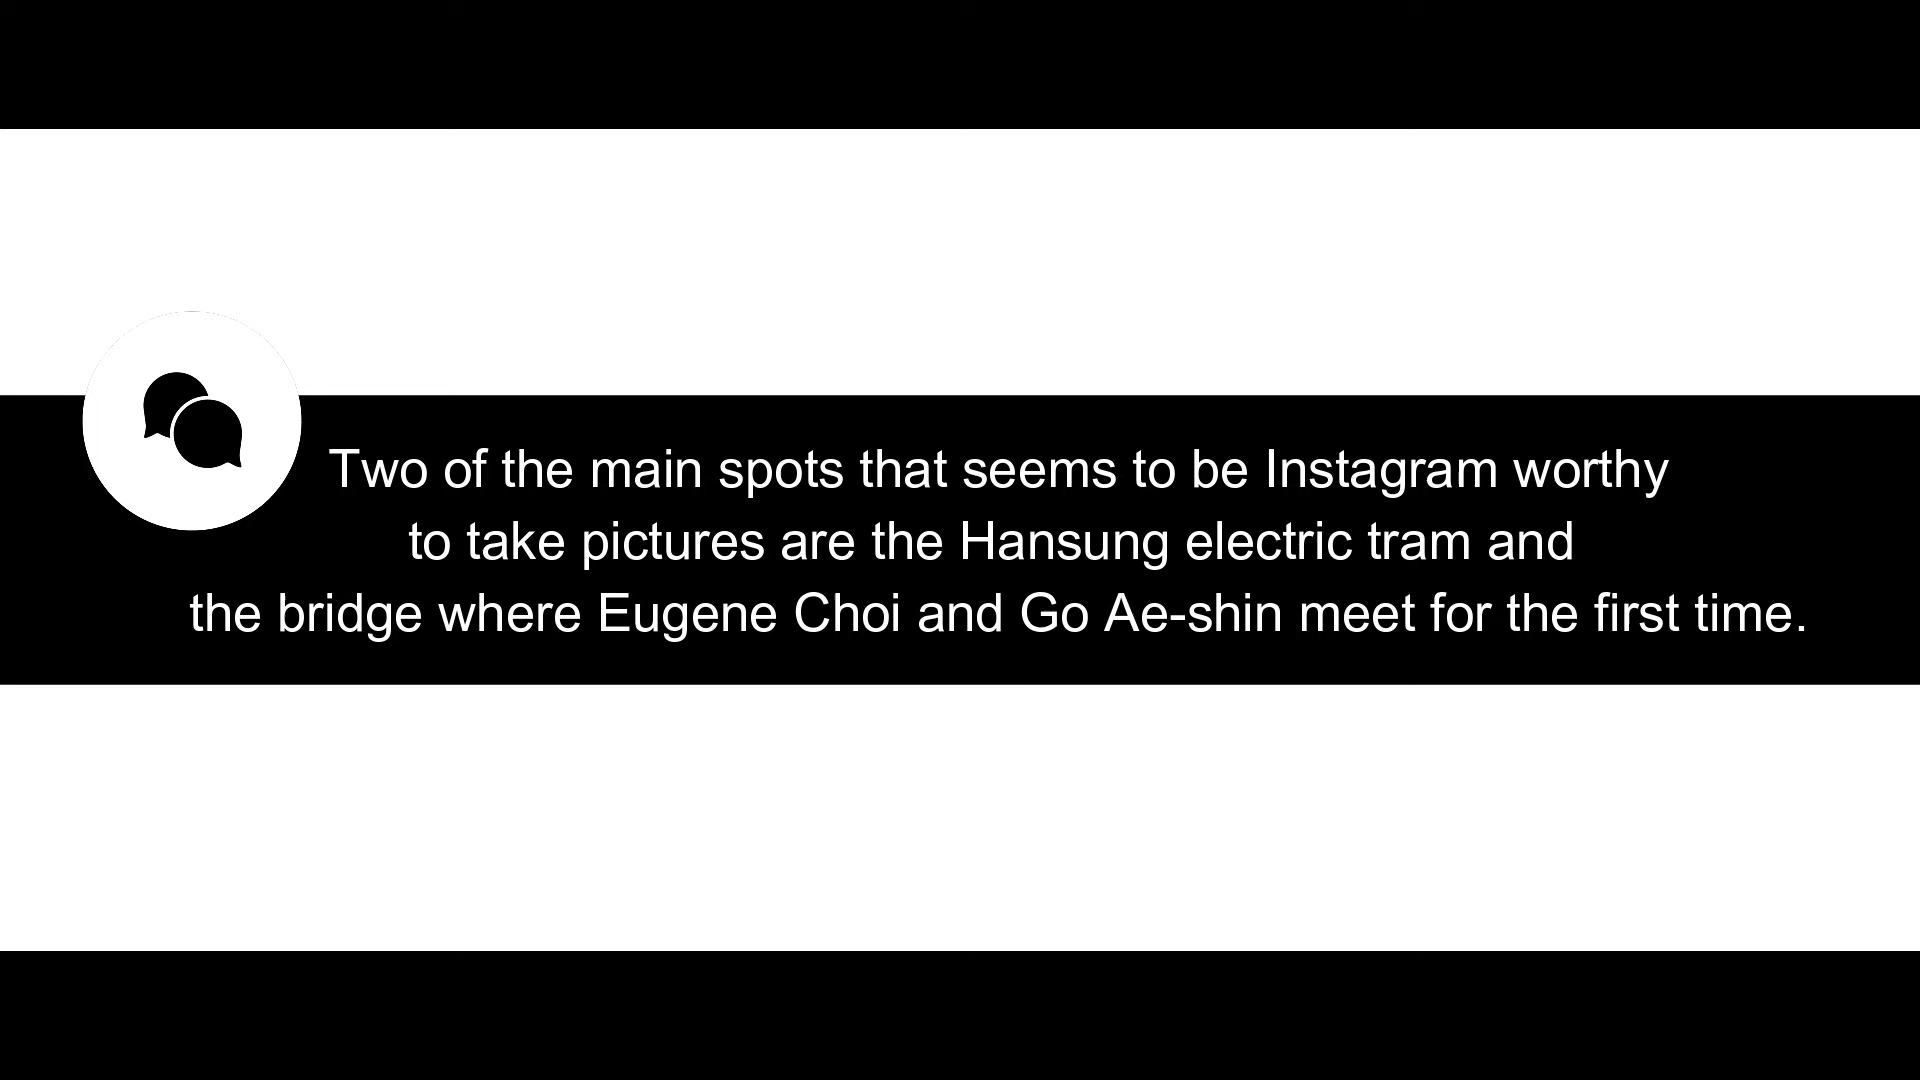 Two of the main spots that seems to be Instagram worthy
to take pictures are the Hansung electric tram and
the bridge where Eugene Choi and Go Ae-shin meet for the first time.